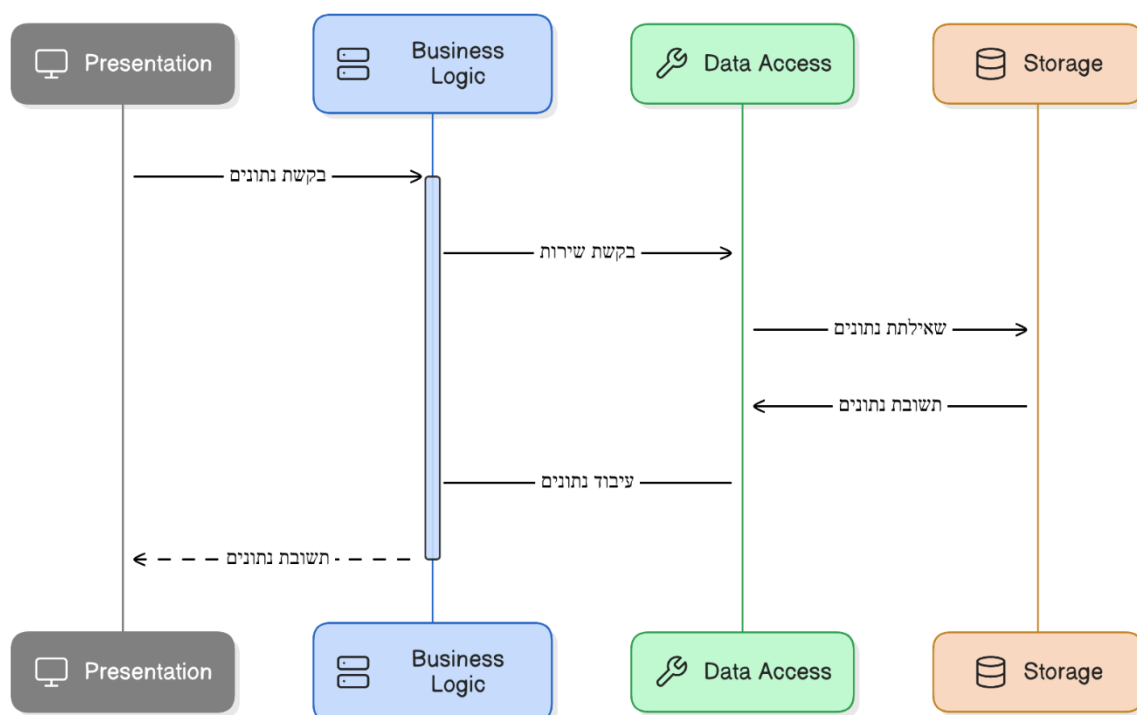 Presentation
Business
Logic
Data Access
Storage
בקשת נתונים
בקשת שירות
שאילתת נתונים
תשובת נתונים
עיבוד נתונים
תשובת נתונים
Presentation
Business
Logic
Data Access
Storage